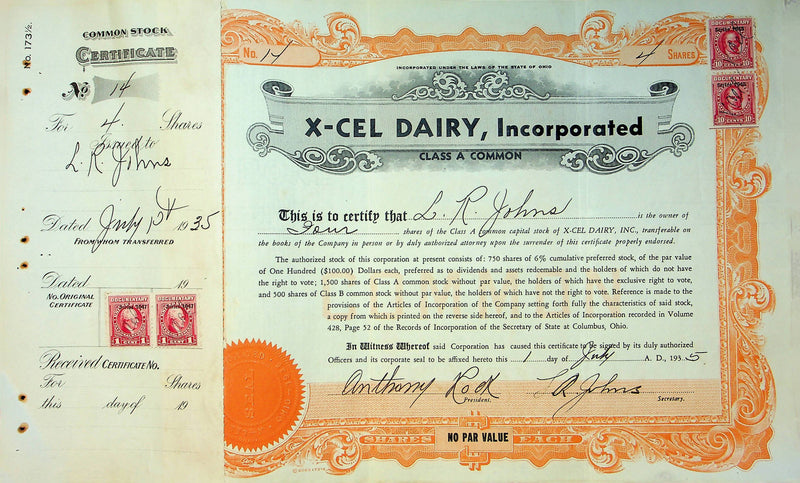 No. 173½.
COMMON STOCK
Certificate
No 14
For 4. Shares
Issued to
L. R. Johns
Dated July 1st 1935
FROM WHOM TRANSFERRED
Dated 19
NO. ORIGINAL
CERTIFICATE
DOCUMENTARY
1 CENT 1
DOCUMENTARY
1 CENT 1
Received CERTIFICATE No.
For Shares
this day of 19
No. 14
4 SHARES
DOCUMENTARY
10 CENTS 10
10 CENTS 10
INCORPORATED UNDER THE LAWS OF THE STATE OF OHIO
X-CEL DAIRY, Incorporated
CLASS A COMMON
This is to certify that L. R. Johns is the owner of
Four shares of the Class A common capital stock of X-CEL DAIRY, INC., transferable on
the books of the Company in person or by duly authorized attorney upon the surrender of this certificate properly endorsed.
The authorized stock of this corporation at present consists of: 750 shares of 6% cumulative preferred stock, of the par value
of One Hundred ($100.00) Dollars each, preferred as to dividends and assets redeemable and the holders of which do not have
the right to vote; 1,500 shares of Class A common stock without par value, the holders of which have the exclusive right to vote,
and 500 shares of Class B common stock without par value, the holders of which have not the right to vote. Reference is made to the
provisions of the Articles of Incorporation of the Company setting forth fully the characteristics of said stock,
a copy from which is printed on the reverse side hereof, and to the Articles of Incorporation recorded in Volume
428, Page 52 of the Records of Incorporation of the Secretary of State at Columbus, Ohio.
In Witness Whereof said Corporation has caused this certificate to be signed by its duly authorized
Officers and its corporate seal to be affixed hereto this 1 day of July A. D., 1935
Anthony Rock L R Johns
President. Secretary.
SEAL
SHARES NO PAR VALUE EACH